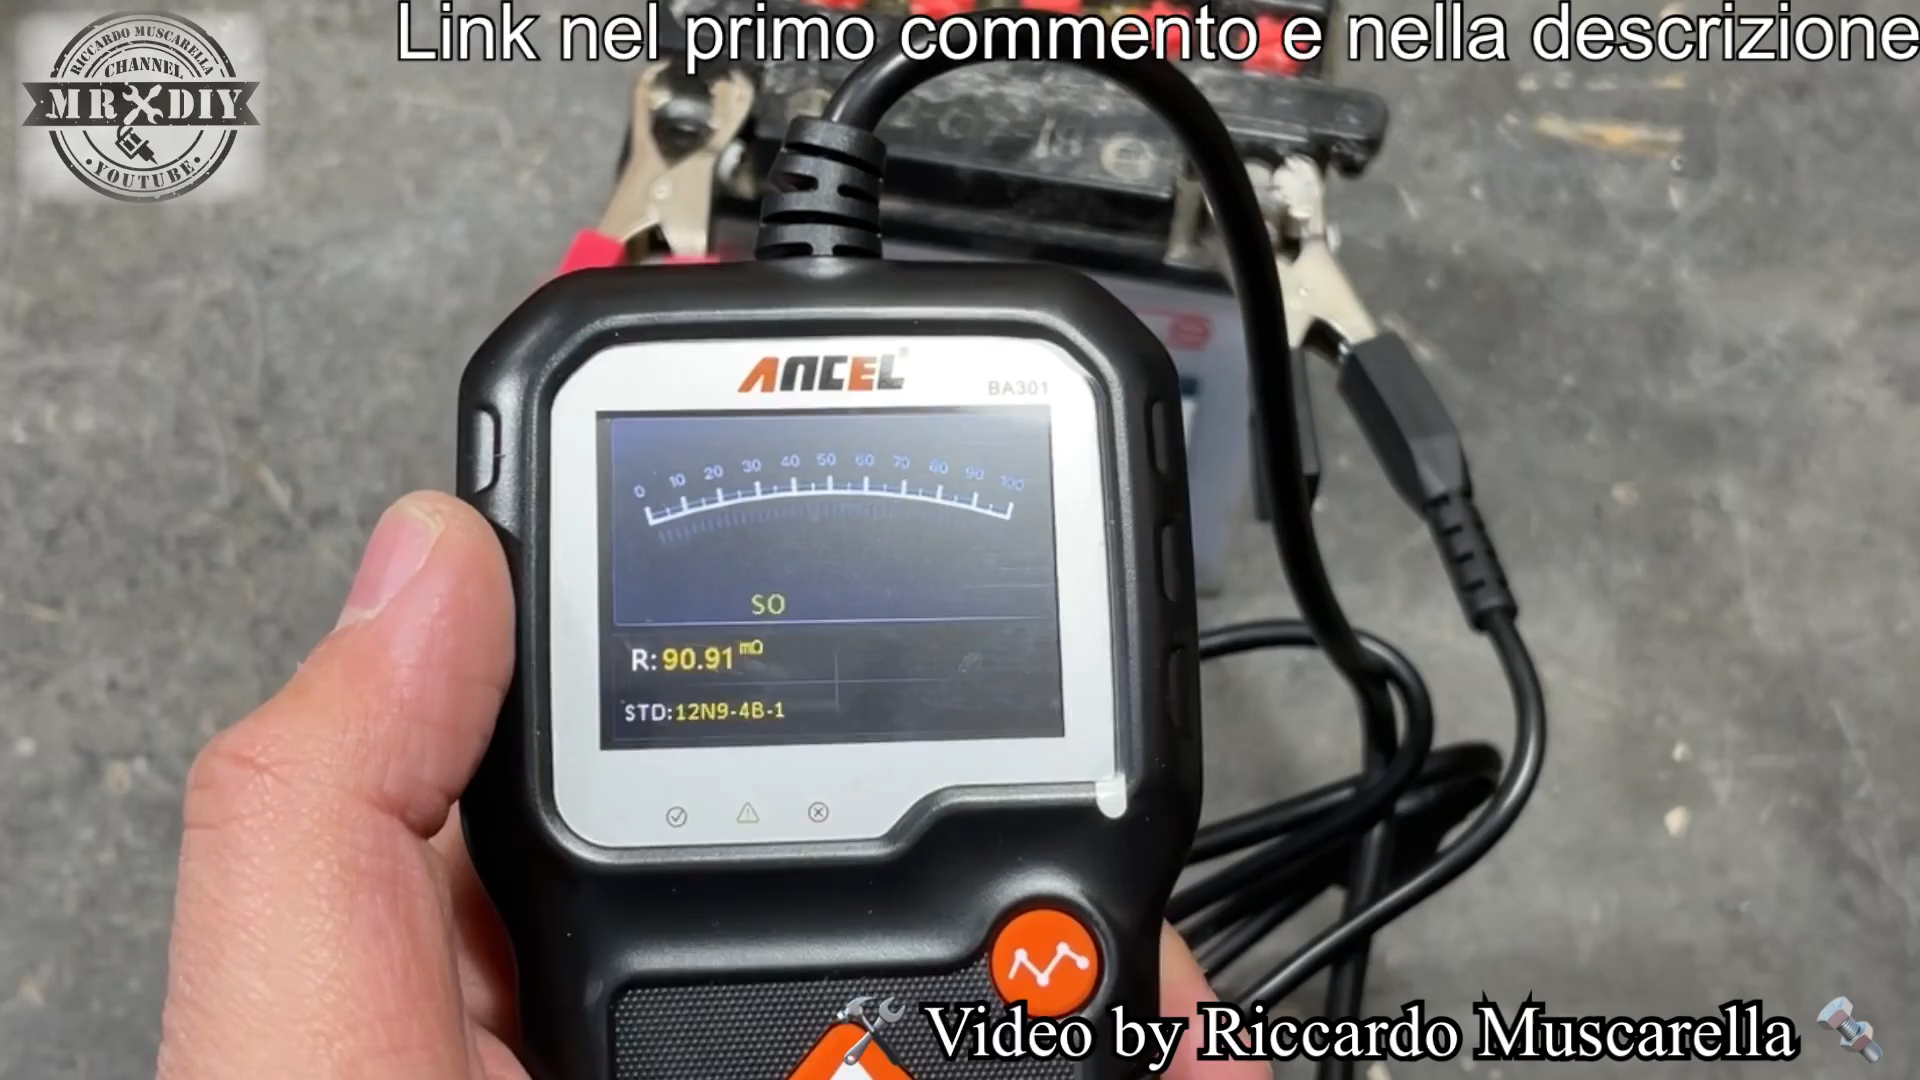 Link nel primo commento e nella descrizione
RICCARDO MUSCARELLA
CHANNEL
MR DIY
YOUTUBE
ANCEL
BA301
0 10 20 30 40 50 60 70 80 90 100
SO
R: 90.91 mΩ
STD: 12N9-4B-1
Video by Riccardo Muscarella